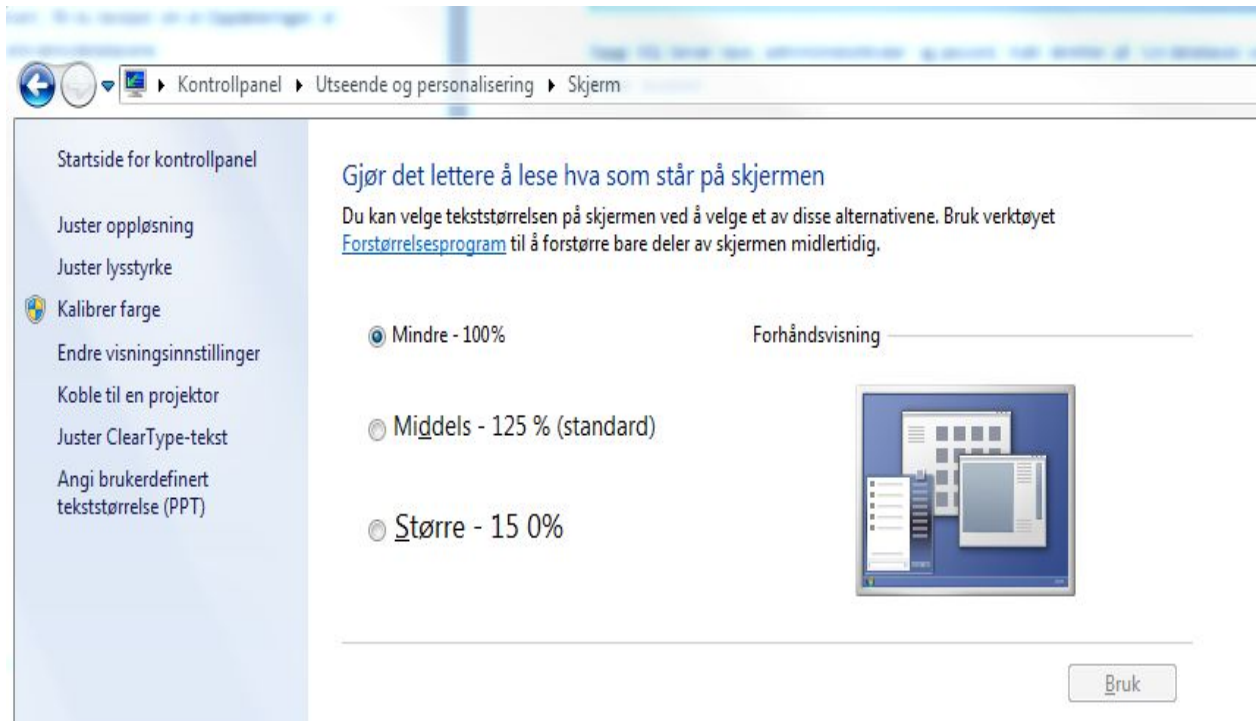 Kontrollpanel ▸ Utseende og personalisering ▸ Skjerm
Startside for kontrollpanel
Juster oppløsning
Juster lysstyrke
Kalibrer farge
Endre visningsinnstillinger
Koble til en projektor
Juster ClearType-tekst
Angi brukerdefinert
tekststørrelse (PPT)
Gjør det lettere å lese hva som står på skjermen
Du kan velge tekststørrelsen på skjermen ved å velge et av disse alternativene. Bruk verktøyet
Forstørrelsesprogram til å forstørre bare deler av skjermen midlertidig.
Mindre - 100%
Forhåndsvisning
Middels - 125 % (standard)
Større - 15 0%
Bruk